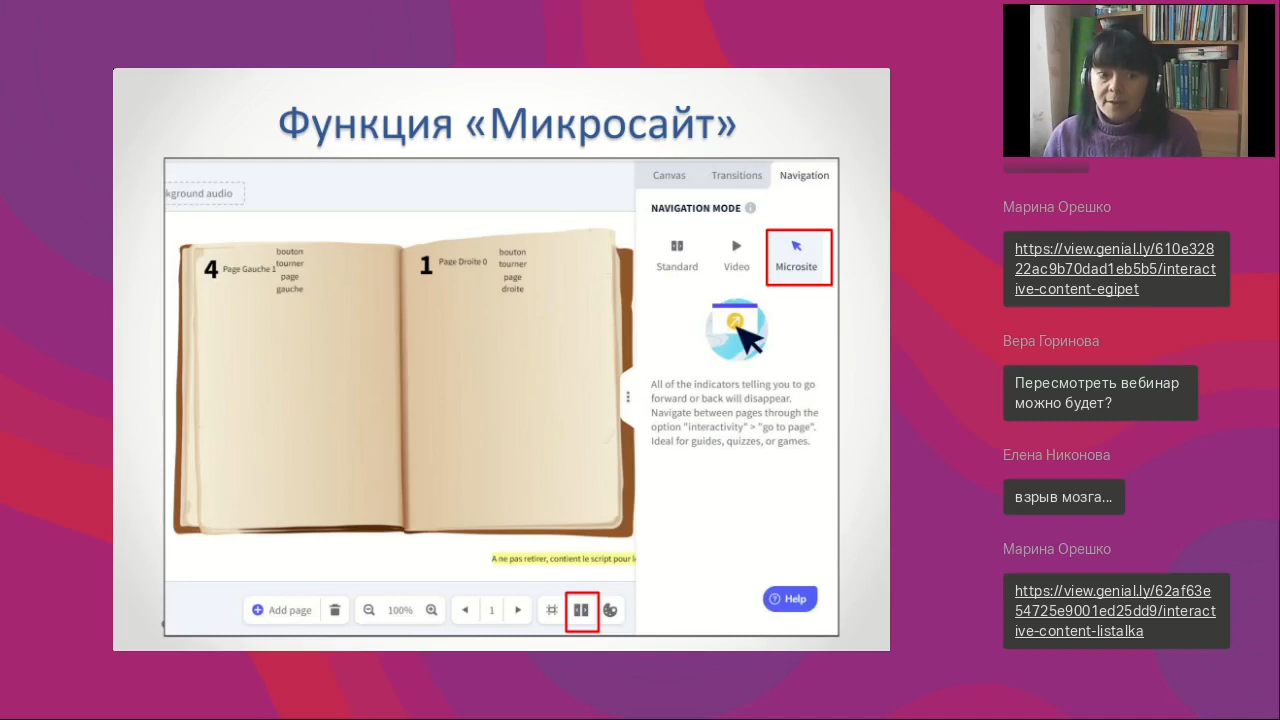 Функция «Микросайт»
kground audio
4 Page Gauche 1
bouton
tourner
page
gauche
1 Page Droite 0
bouton
tourner
page
droite
A ne pas retirer, contient le script pour l
Add page
100%
1
Canvas Transitions Navigation
NAVIGATION MODE
Standard Video Microsite
All of the indicators telling you to go
forward or back will disappear.
Navigate between pages through the
option "interactivity" > "go to page".
Ideal for guides, quizzes, or games.
Help
Марина Орешко
https://view.genial.ly/610e328
22ac9b70dad1eb5b5/interact
ive-content-egipet
Вера Горинова
Пересмотреть вебинар
можно будет?
Елена Никонова
взрыв мозга...
Марина Орешко
https://view.genial.ly/62af63e
54725e9001ed25dd9/interact
ive-content-listalka